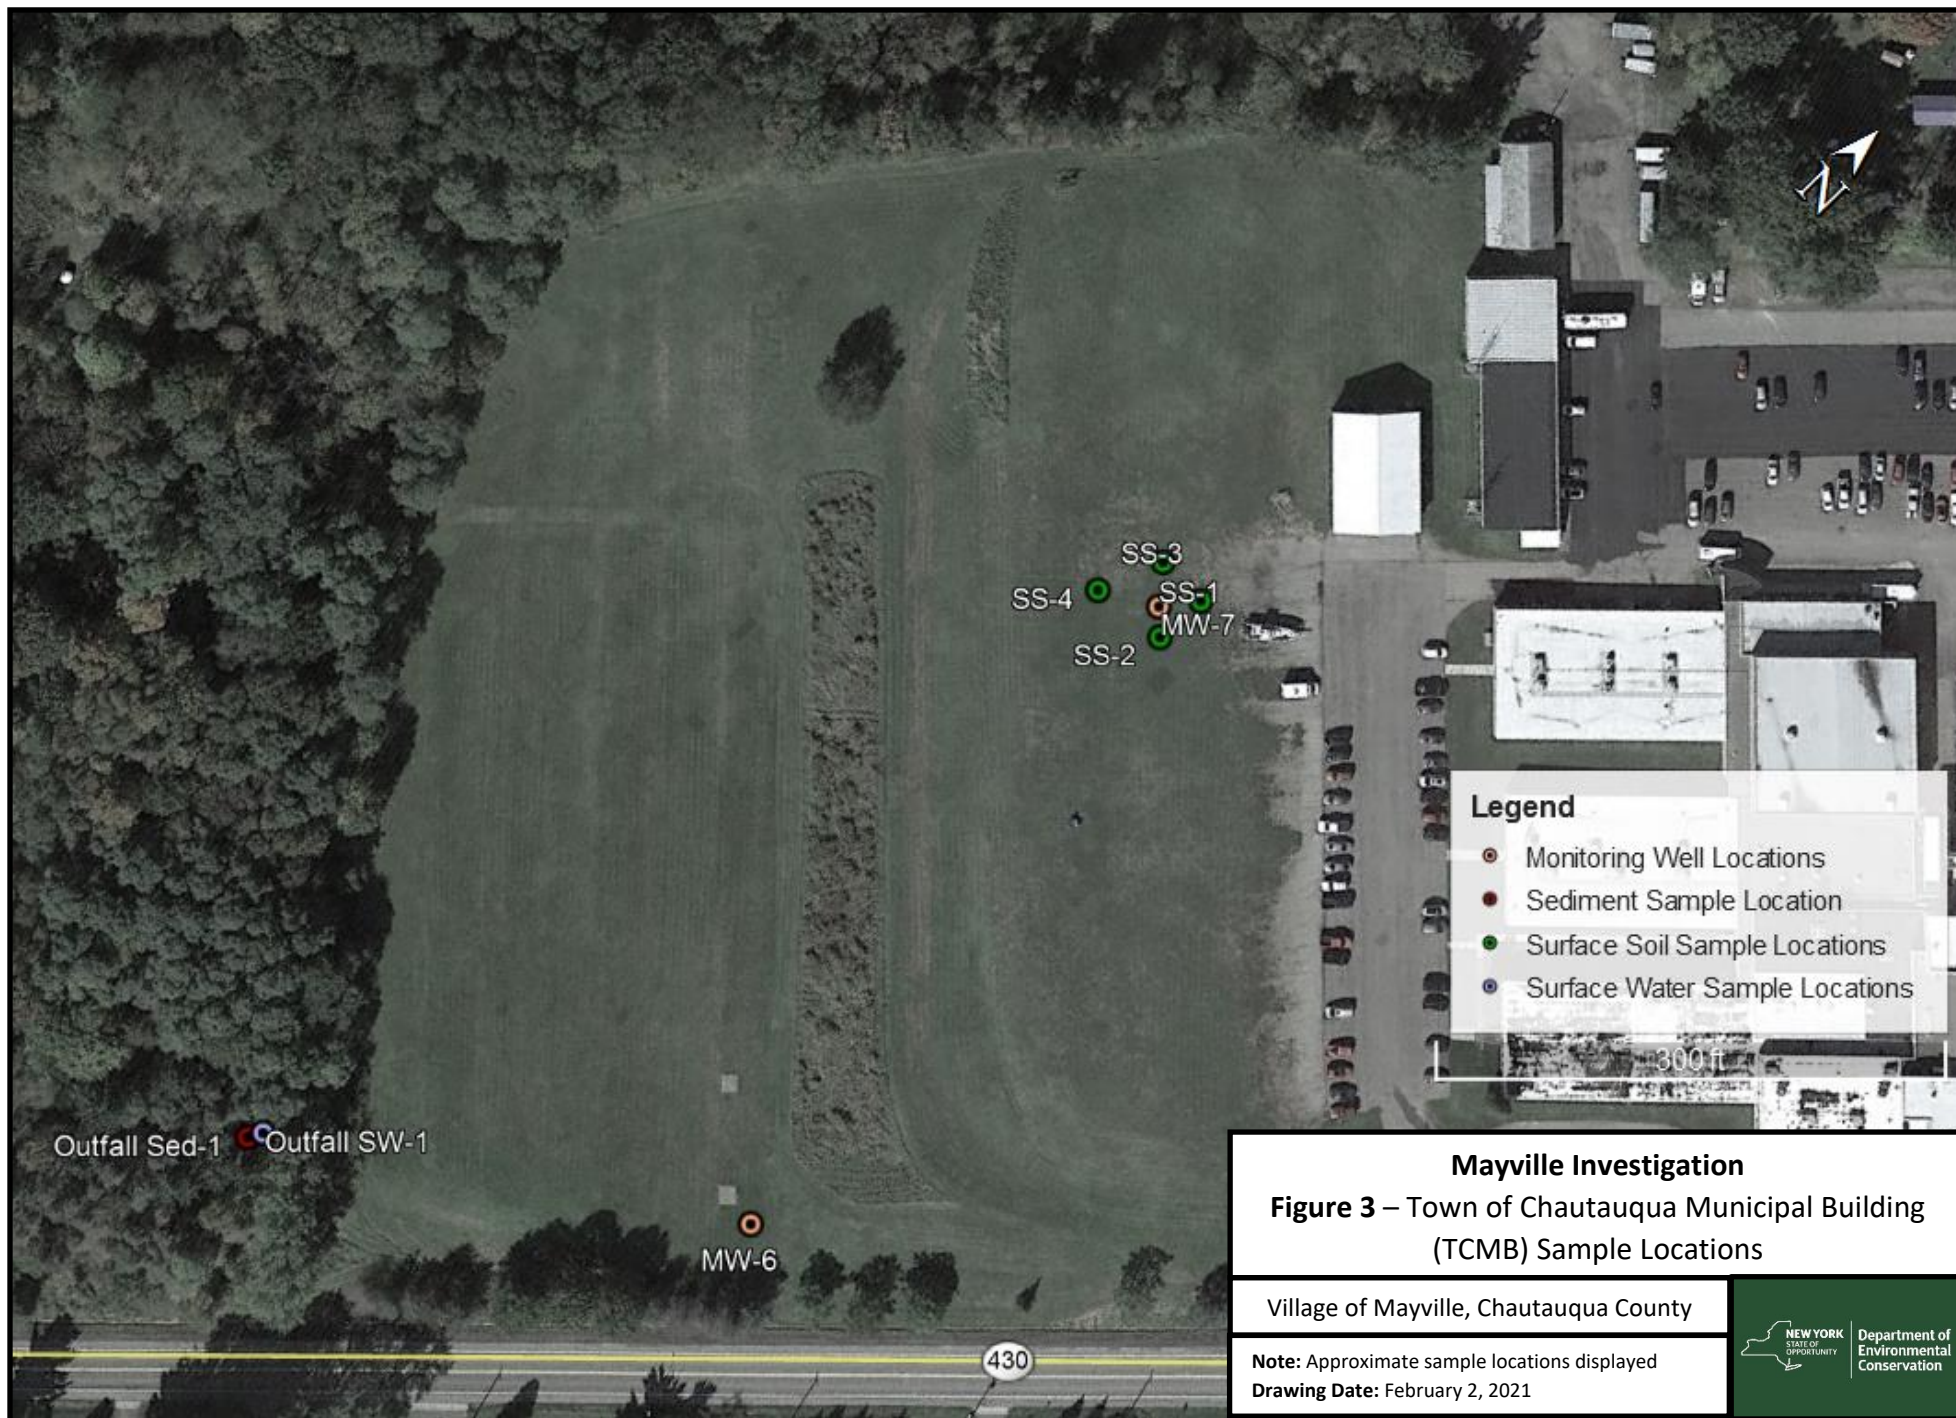 N
SS-3
SS-4
SS-1
MW-7
SS-2
Legend
Monitoring Well Locations
Sediment Sample Location
Surface Soil Sample Locations
Surface Water Sample Locations
300 ft
Outfall Sed-1
Outfall SW-1
MW-6
430
Mayville Investigation
Figure 3 – Town of Chautauqua Municipal Building
(TCMB) Sample Locations
Village of Mayville, Chautauqua County
Note: Approximate sample locations displayed
Drawing Date: February 2, 2021
NEW YORK
STATE OF
OPPORTUNITY
Department of
Environmental
Conservation